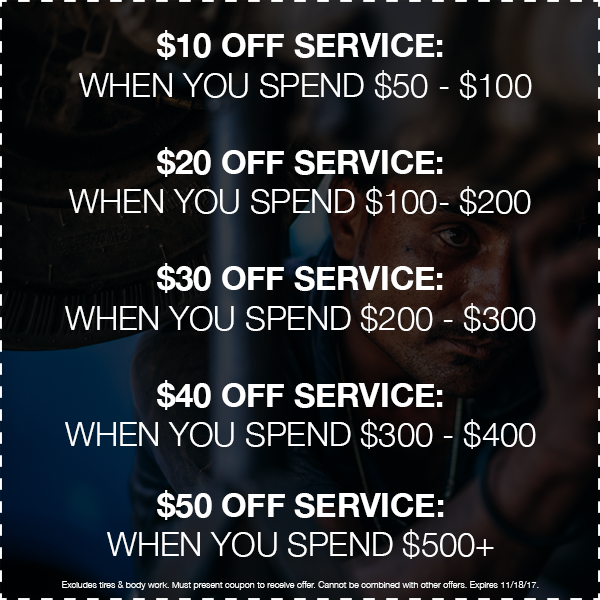 $10 OFF SERVICE:
WHEN YOU SPEND $50 - $100
$20 OFF SERVICE:
WHEN YOU SPEND $100- $200
$30 OFF SERVICE:
WHEN YOU SPEND $200 - $300
$40 OFF SERVICE:
WHEN YOU SPEND $300 - $400
$50 OFF SERVICE:
WHEN YOU SPEND $500+
Excludes tires & body work. Must present coupon to receive offer. Cannot be combined with other offers. Expires 11/18/17.